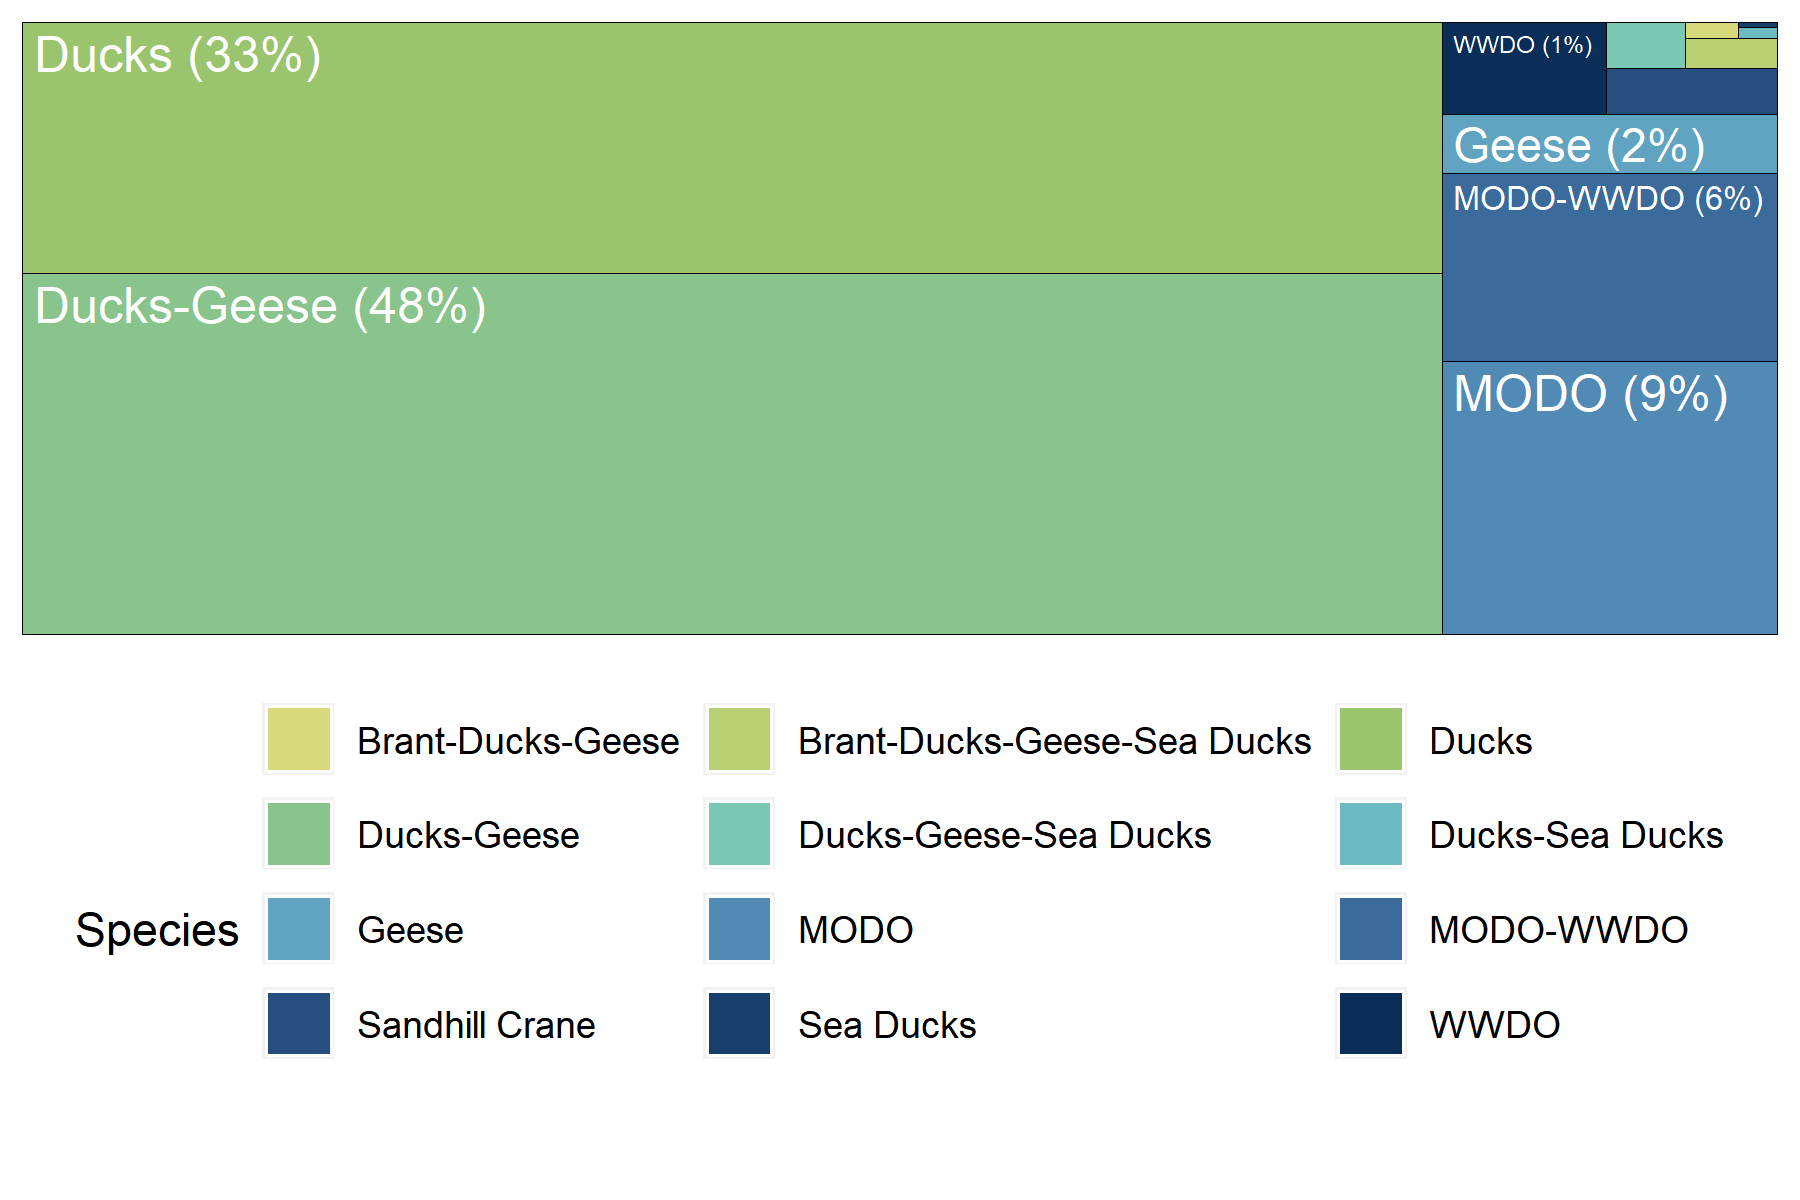 Ducks (33%)
Ducks-Geese (48%)
WWDO (1%)
Geese (2%)
MODO-WWDO (6%)
MODO (9%)
Species
Brant-Ducks-Geese
Brant-Ducks-Geese-Sea Ducks
Ducks
Ducks-Geese
Ducks-Geese-Sea Ducks
Ducks-Sea Ducks
Geese
MODO
MODO-WWDO
Sandhill Crane
Sea Ducks
WWDO